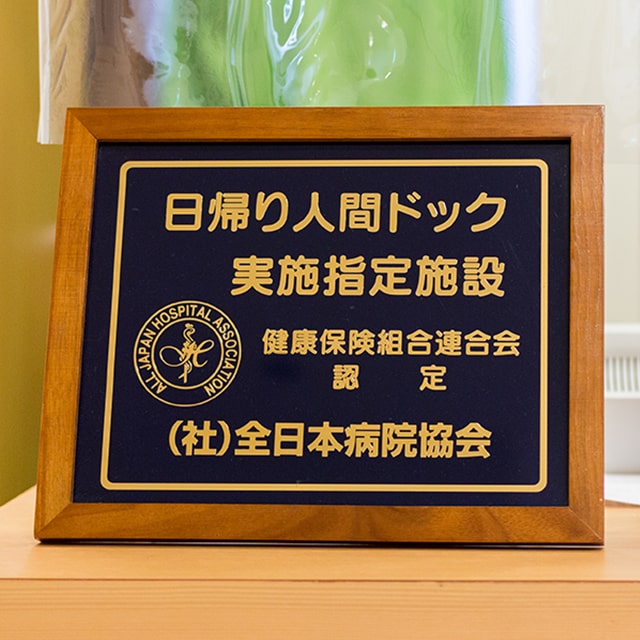 日帰り人間ドック
実施指定施設
ALL JAPAN HOSPITAL ASSOCIATION
健康保険組合連合会
認 定
(社)全日本病院協会